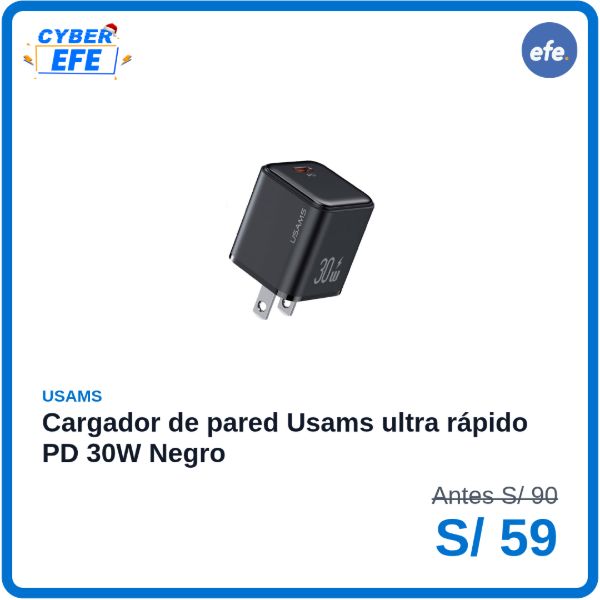 CYBER
EFE
efe.
USAMS
30W
USAMS
Cargador de pared Usams ultra rápido
PD 30W Negro
Antes S/ 90
S/ 59